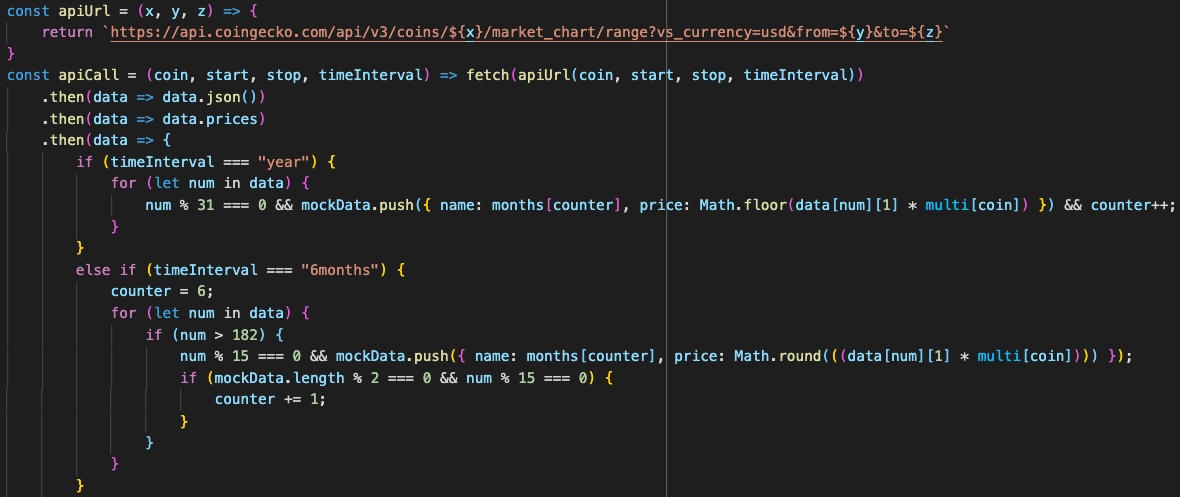 const apiUrl = (x, y, z) => {
return `https://api.coingecko.com/api/v3/coins/${x}/market_chart/range?vs_currency=usd&from=${y}&to=${z}`
}
const apiCall = (coin, start, stop, timeInterval) => fetch(apiUrl(coin, start, stop, timeInterval))
.then(data => data.json())
.then(data => data.prices)
.then(data => {
if (timeInterval === "year") {
for (let num in data) {
num % 31 === 0 && mockData.push({ name: months[counter], price: Math.floor(data[num][1] * multi[coin]) }) && counter++;
}
}
else if (timeInterval === "6months") {
counter = 6;
for (let num in data) {
if (num > 182) {
num % 15 === 0 && mockData.push({ name: months[counter], price: Math.round(((data[num][1] * multi[coin]))) });
if (mockData.length % 2 === 0 && num % 15 === 0) {
counter += 1;
}
}
}
}